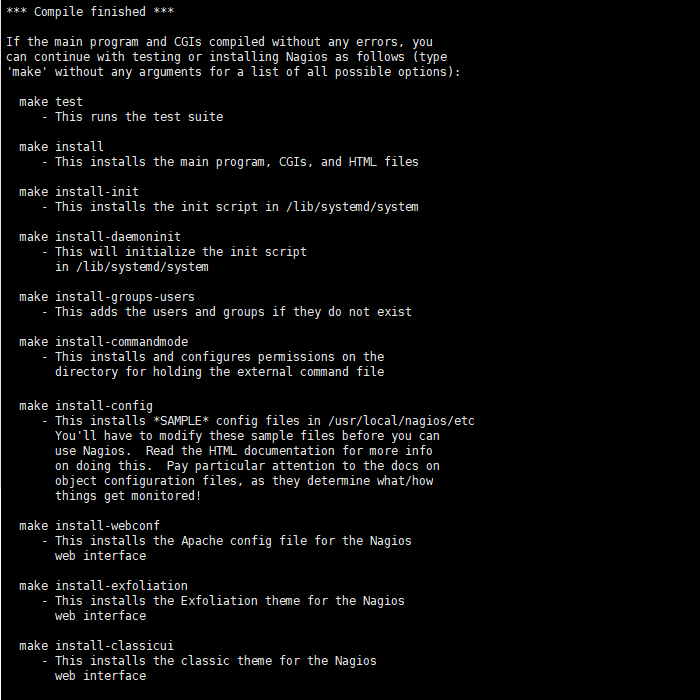 *** Compile finished ***
If the main program and CGIs compiled without any errors, you
can continue with testing or installing Nagios as follows (type
'make' without any arguments for a list of all possible options):
make test
- This runs the test suite
make install
- This installs the main program, CGIs, and HTML files
make install-init
- This installs the init script in /lib/systemd/system
make install-daemoninit
- This will initialize the init script
in /lib/systemd/system
make install-groups-users
- This adds the users and groups if they do not exist
make install-commandmode
- This installs and configures permissions on the
directory for holding the external command file
make install-config
- This installs *SAMPLE* config files in /usr/local/nagios/etc
You'll have to modify these sample files before you can
use Nagios.  Read the HTML documentation for more info
on doing this.  Pay particular attention to the docs on
object configuration files, as they determine what/how
things get monitored!
make install-webconf
- This installs the Apache config file for the Nagios
web interface
make install-exfoliation
- This installs the Exfoliation theme for the Nagios
web interface
make install-classicui
- This installs the classic theme for the Nagios
web interface